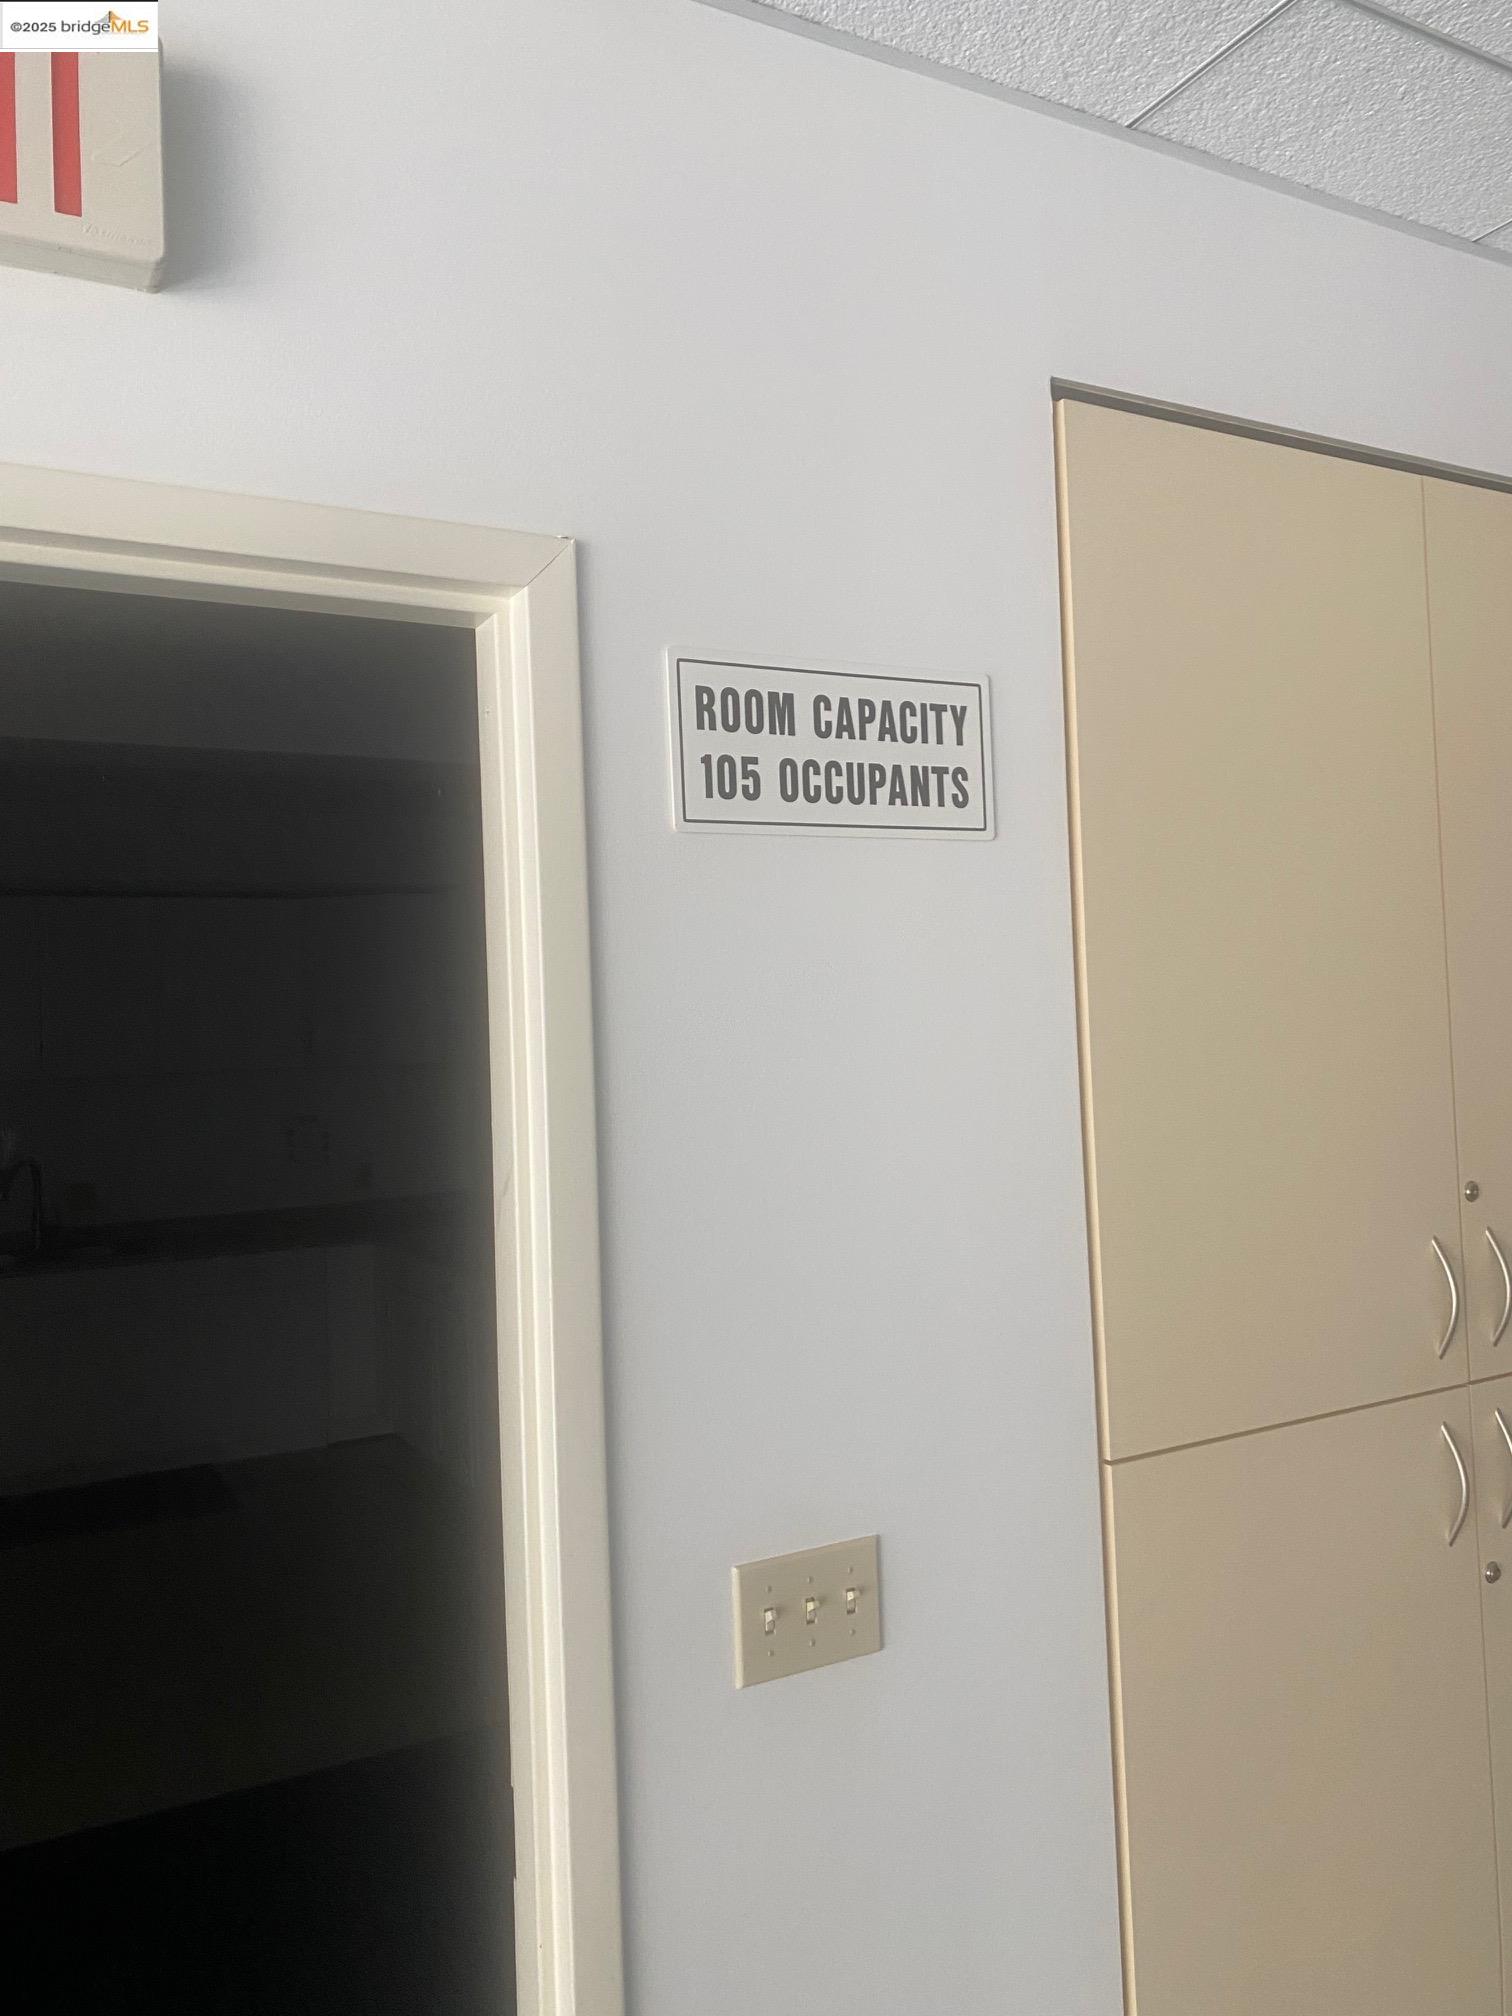 ©2025 bridgeMLS
ROOM CAPACITY
105 OCCUPANTS